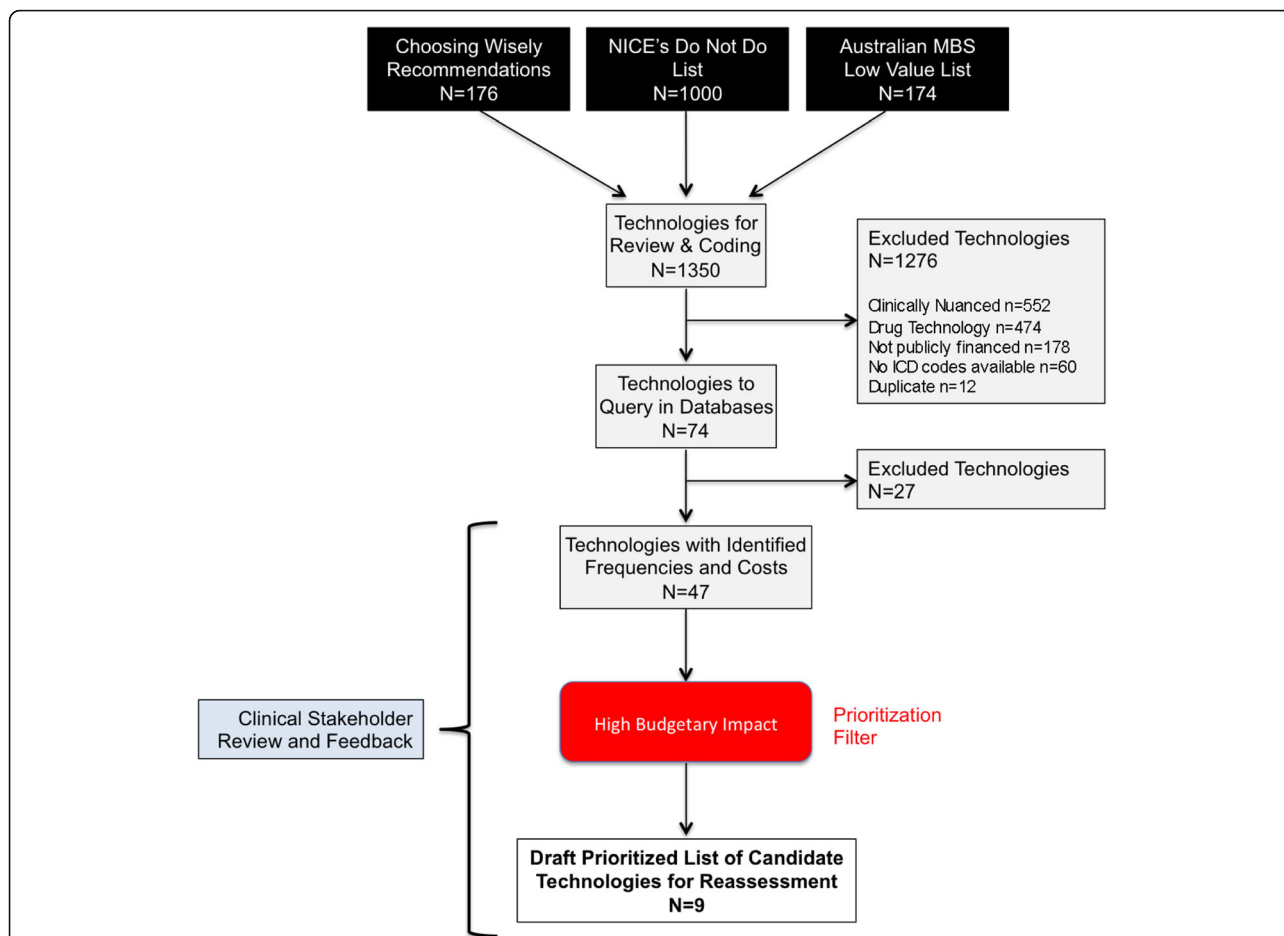 Choosing Wisely
Recommendations
N=176
NICE's Do Not Do
List
N=1000
Australian MBS
Low Value List
N=174
Technologies for
Review & Coding
N=1350
Excluded Technologies
N=1276
Clinically Nuanced n=552
Drug Technology n=474
Not publicly financed n=178
No ICD codes available n=60
Duplicate n=12
Technologies to
Query in Databases
N=74
Excluded Technologies
N=27
Technologies with Identified
Frequencies and Costs
N=47
Clinical Stakeholder
Review and Feedback
High Budgetary Impact
Prioritization
Filter
Draft Prioritized List of Candidate
Technologies for Reassessment
N=9